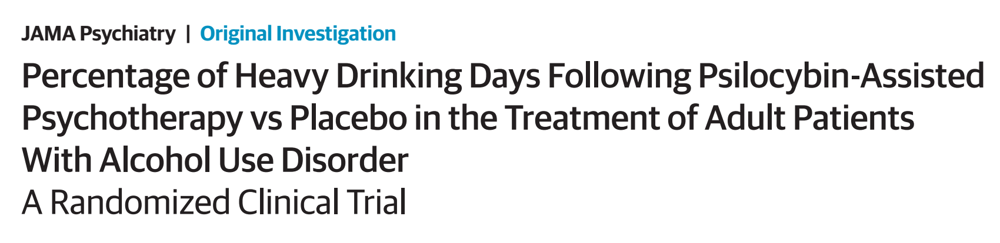 JAMA Psychiatry | Original Investigation
Percentage of Heavy Drinking Days Following Psilocybin-Assisted
Psychotherapy vs Placebo in the Treatment of Adult Patients
With Alcohol Use Disorder
A Randomized Clinical Trial